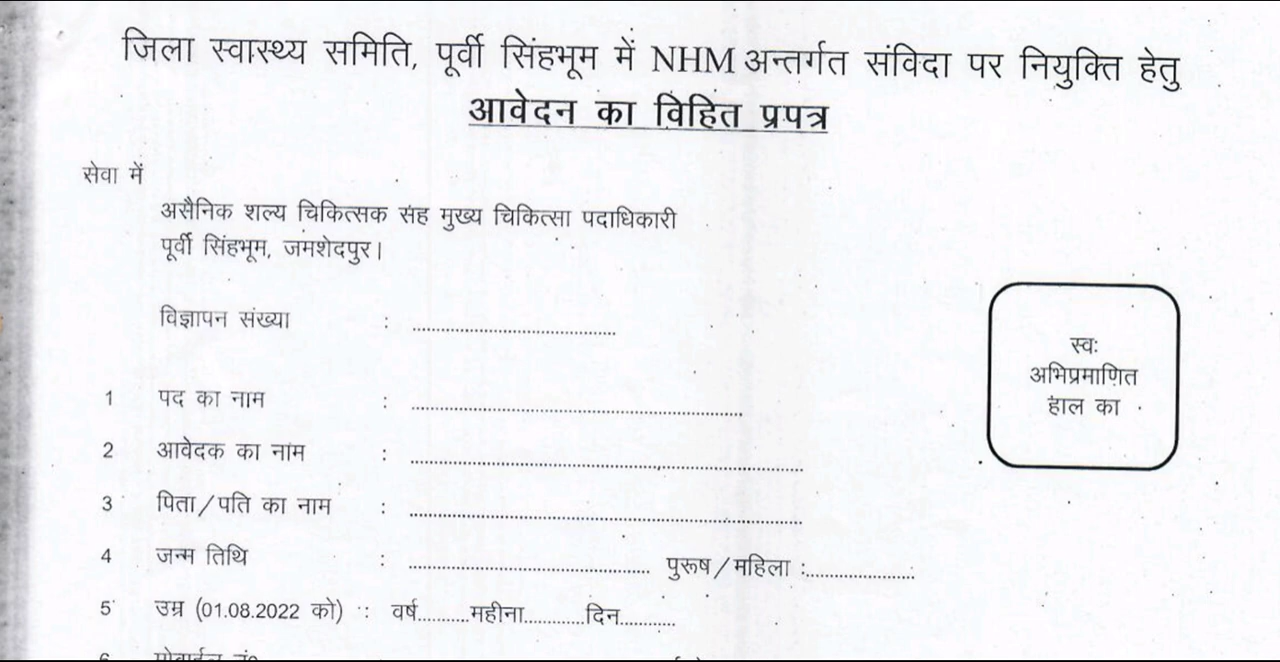 जिला स्वास्थ्य समिति, पूर्वी सिंहभूम में NHM अन्तर्गत संविदा पर नियुक्ति हेतु
आवेदन का विहित प्रपत्र
सेवा में
असैनिक शल्य चिकित्सक सह मुख्य चिकित्सा पदाधिकारी
पूर्वी सिंहभूम, जमशेदपुर।
विज्ञापन संख्या : ........................................
स्वः
अभिप्रमाणित
हाल का
1 पद का नाम : ........................................
2 आवेदक का नाम : ........................................
3 पिता/पति का नाम : ........................................
4 जन्म तिथि : ........................................ पुरूष/महिला :......................
5 उम्र (01.08.2022 को) : वर्ष..........महीना............दिन...........